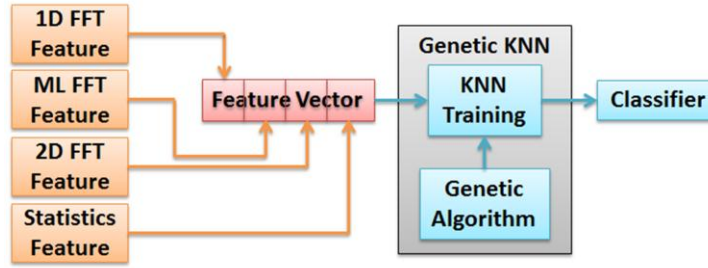 1D FFT
Feature
ML FFT
Feature
2D FFT
Feature
Statistics
Feature
Feature Vector
Genetic KNN
KNN
Training
Genetic
Algorithm
Classifier